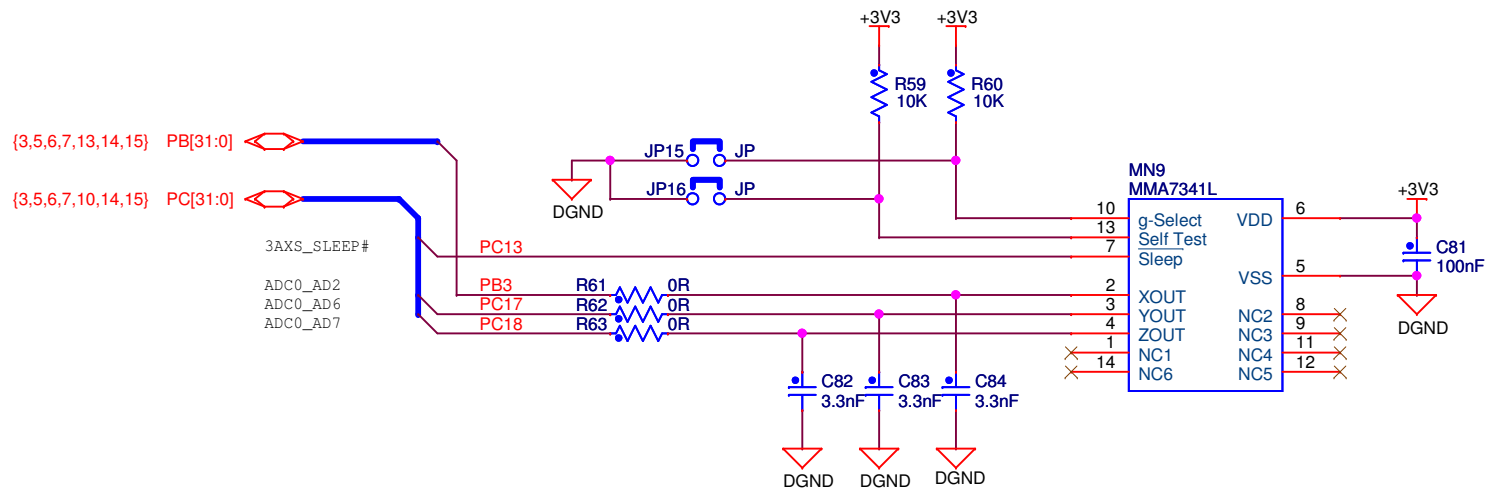 +3V3
+3V3
R59
10K
R60
10K
{3,5,6,7,13,14,15} PB[31:0]
JP15 JP
MN9
MMA7341L
{3,5,6,7,10,14,15} PC[31:0]
JP16 JP
DGND
+3V3
10 g-Select VDD 6
13 Self Test
3AXS_SLEEP# PC13 7 Sleep
C81
100nF
VSS 5
ADC0_AD2 PB3 R61 0R 2 XOUT
ADC0_AD6 PC17 R62 0R 3 YOUT NC2 8
ADC0_AD7 PC18 R63 0R 4 ZOUT NC3 9
DGND
1 NC1 NC4 11
14 NC6 NC5 12
C82
3.3nF
C83
3.3nF
C84
3.3nF
DGND
DGND
DGND